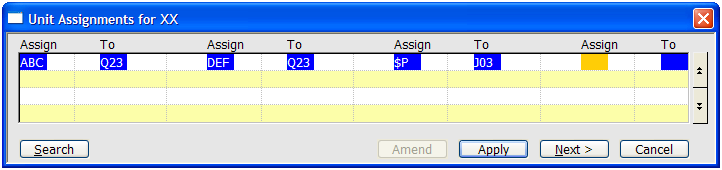 Unit Assignments for XX
Assign To Assign To Assign To Assign To
ABC Q23 DEF Q23 $P J03
Search Amend Apply Next > Cancel